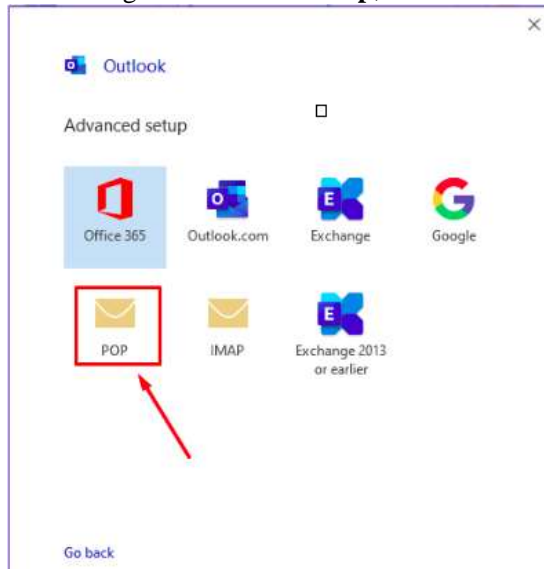 Outlook
Advanced setup
Office 365 Outlook.com Exchange Google
POP IMAP Exchange 2013
or earlier
Go back